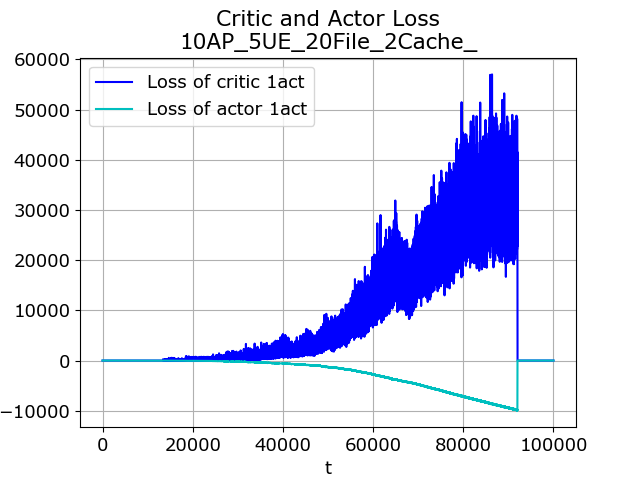 Critic and Actor Loss
10AP_5UE_20File_2Cache_
Loss of critic 1act
Loss of actor 1act
60000
50000
40000
30000
20000
10000
0
−10000
0 20000 40000 60000 80000 100000
t